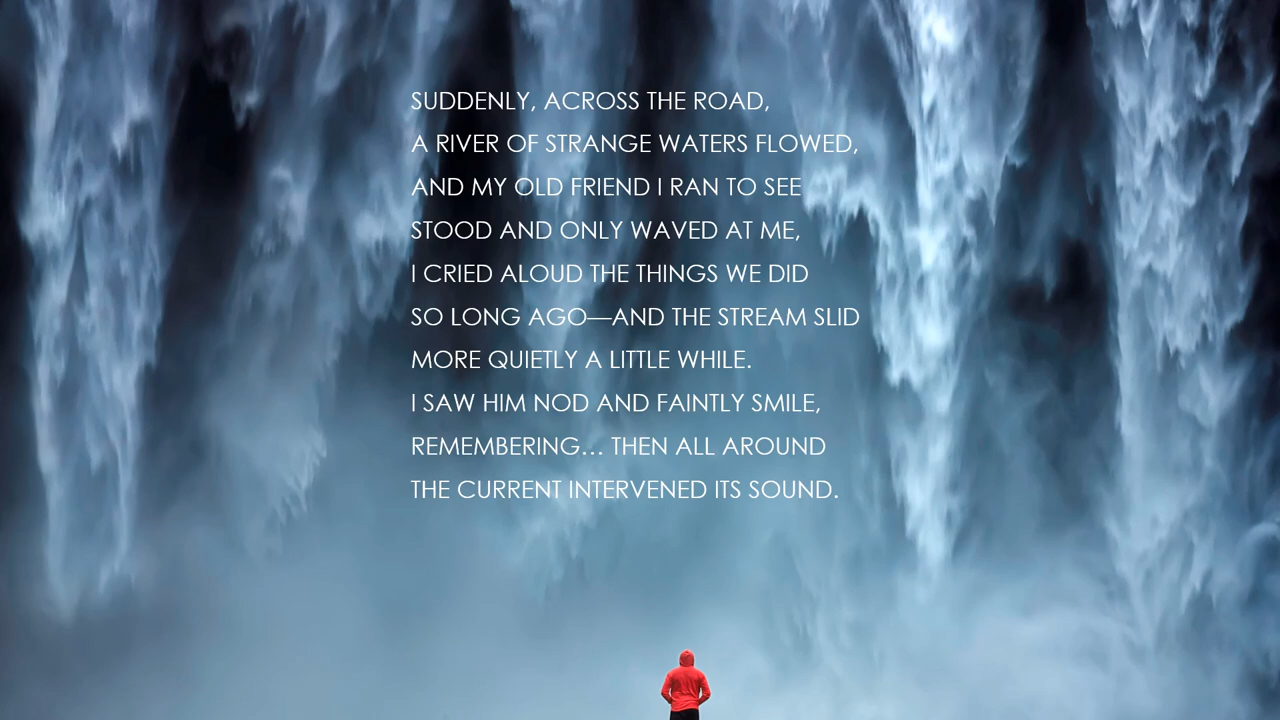 SUDDENLY, ACROSS THE ROAD,
A RIVER OF STRANGE WATERS FLOWED,
AND MY OLD FRIEND I RAN TO SEE
STOOD AND ONLY WAVED AT ME,
I CRIED ALOUD THE THINGS WE DID
SO LONG AGO—AND THE STREAM SLID
MORE QUIETLY A LITTLE WHILE.
I SAW HIM NOD AND FAINTLY SMILE,
REMEMBERING… THEN ALL AROUND
THE CURRENT INTERVENED ITS SOUND.